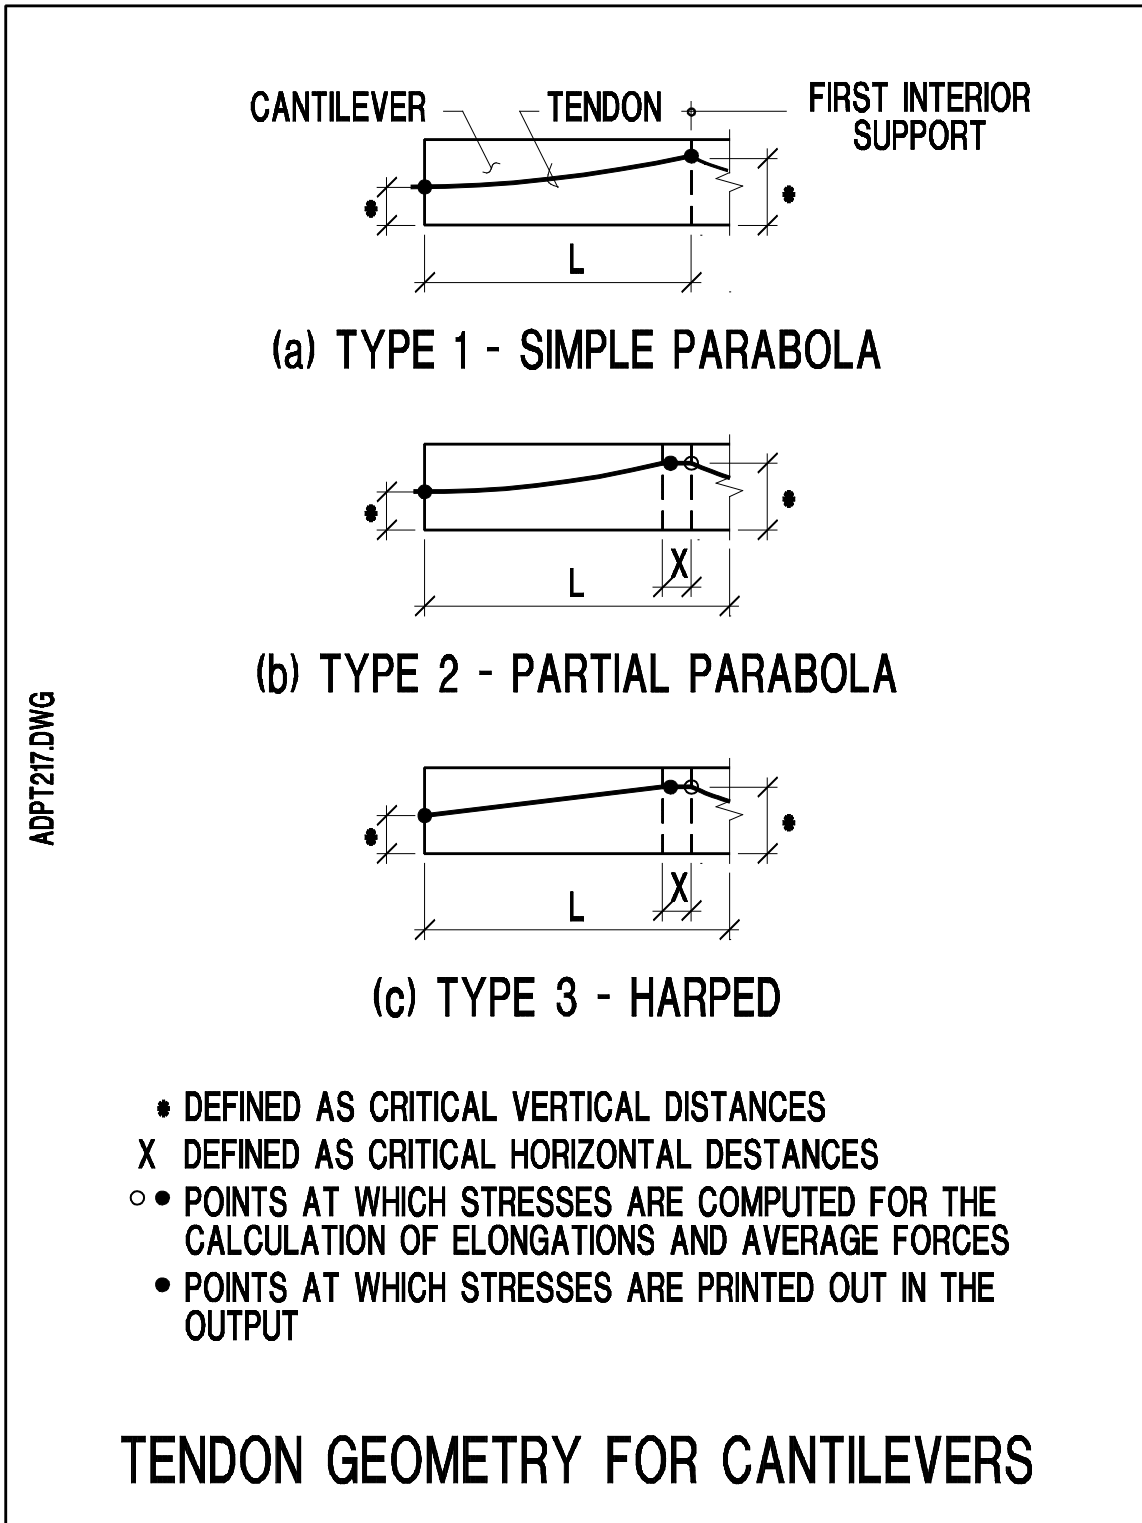 CANTILEVER TENDON FIRST INTERIOR
SUPPORT
L
(a) TYPE 1 - SIMPLE PARABOLA
X
L
(b) TYPE 2 - PARTIAL PARABOLA
X
L
(c) TYPE 3 - HARPED
ADPT217.DWG
* DEFINED AS CRITICAL VERTICAL DISTANCES
X DEFINED AS CRITICAL HORIZONTAL DESTANCES
○ ● POINTS AT WHICH STRESSES ARE COMPUTED FOR THE
CALCULATION OF ELONGATIONS AND AVERAGE FORCES
● POINTS AT WHICH STRESSES ARE PRINTED OUT IN THE
OUTPUT
TENDON GEOMETRY FOR CANTILEVERS